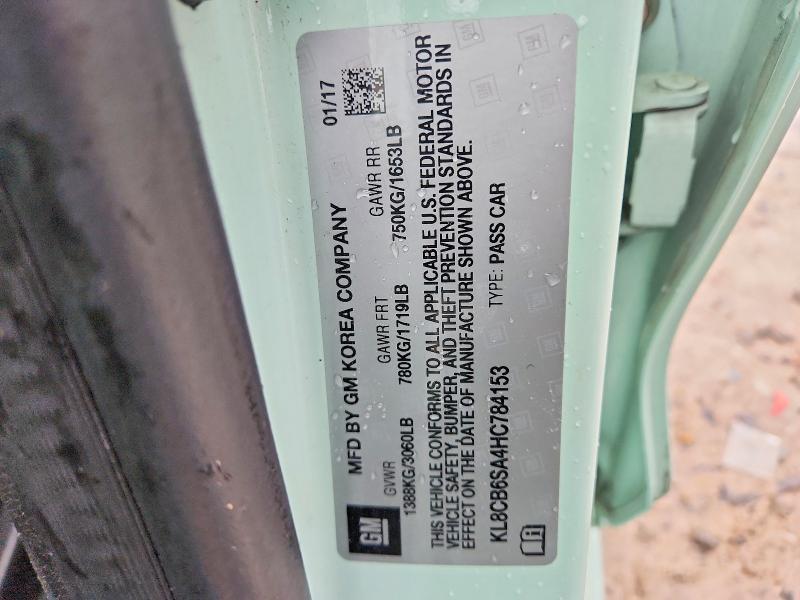 MFD BY GM KOREA COMPANY 01/17
GVWR GAWR FRT GAWR RR
1388KG/3060LB 780KG/1719LB 750KG/1653LB
THIS VEHICLE CONFORMS TO ALL APPLICABLE U.S. FEDERAL MOTOR
VEHICLE SAFETY, BUMPER, AND THEFT PREVENTION STANDARDS IN
EFFECT ON THE DATE OF MANUFACTURE SHOWN ABOVE.
KL8CB6SA4HC784153 TYPE: PASS CAR
GM